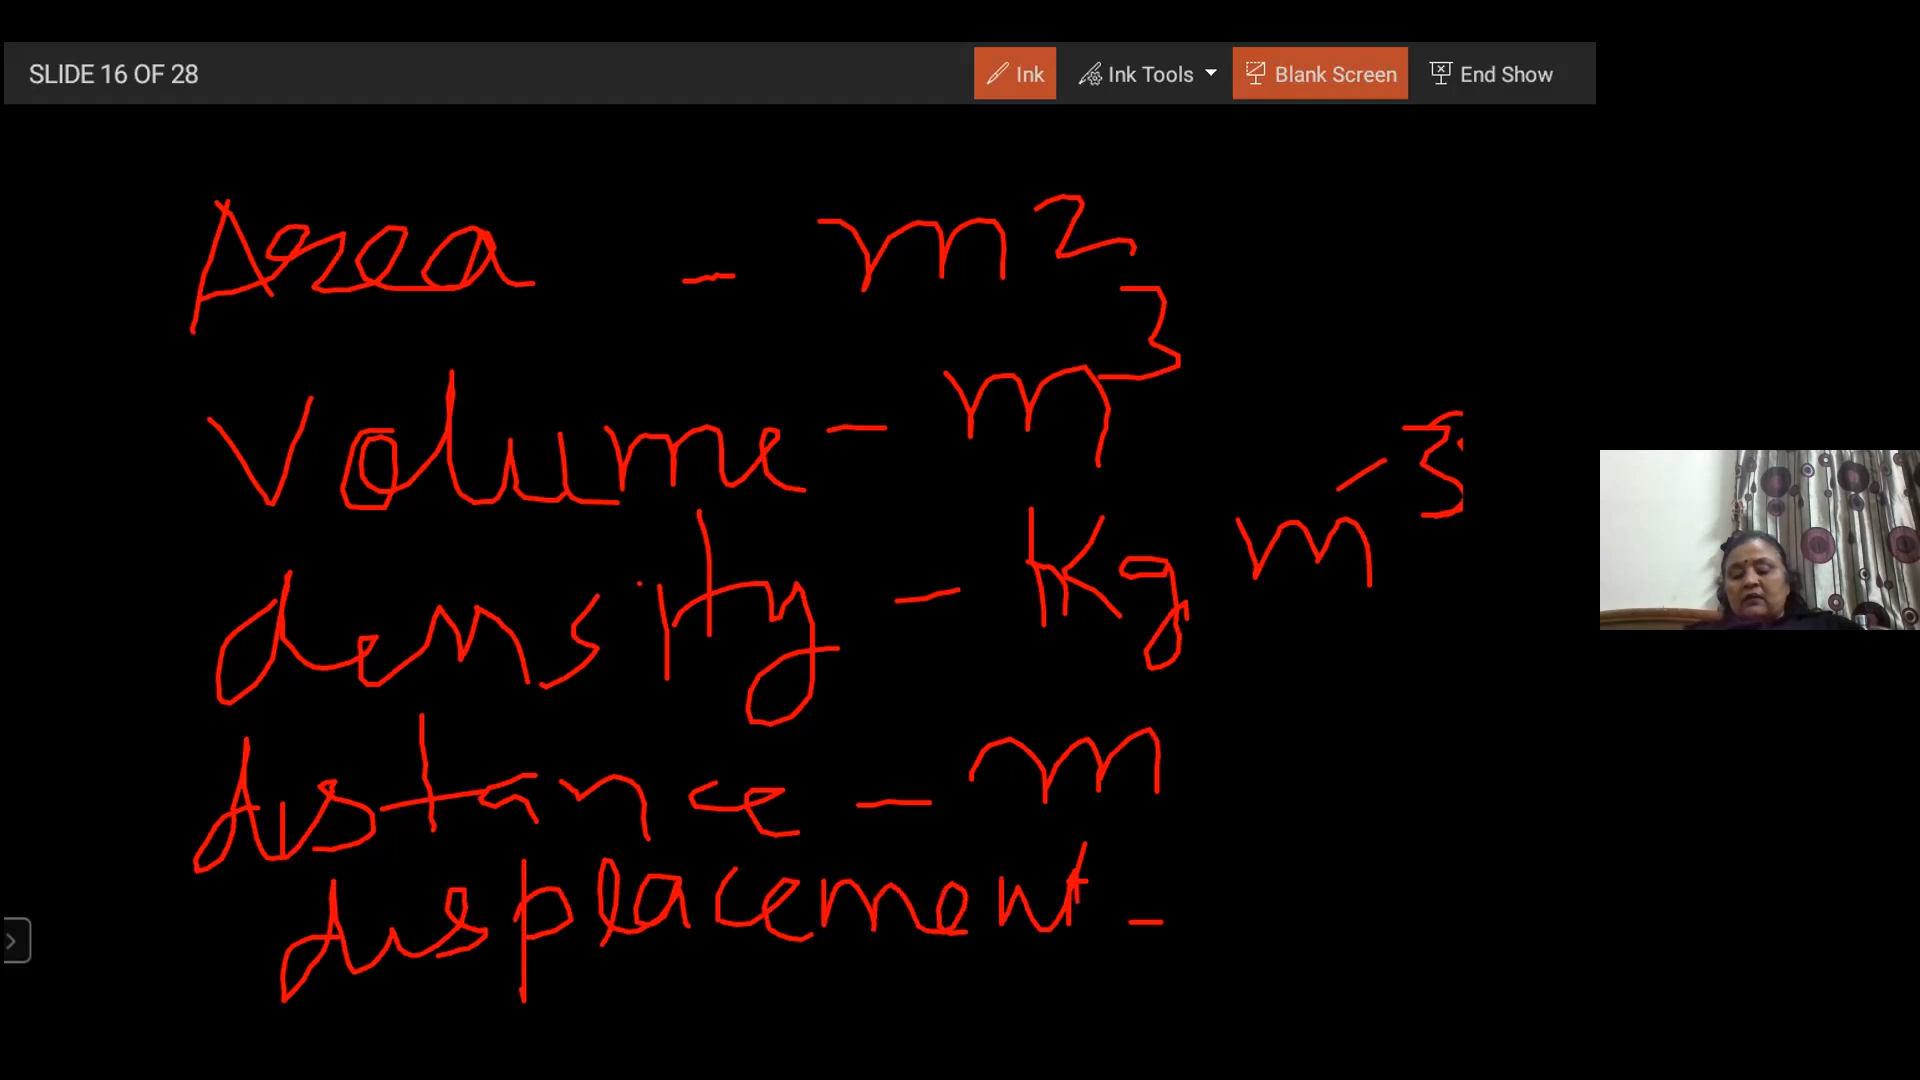 SLIDE 16 OF 28 Ink Ink Tools Blank Screen End Show
Area - m²
Volume - m³
density - Kg m⁻³
distance - m
displacement -